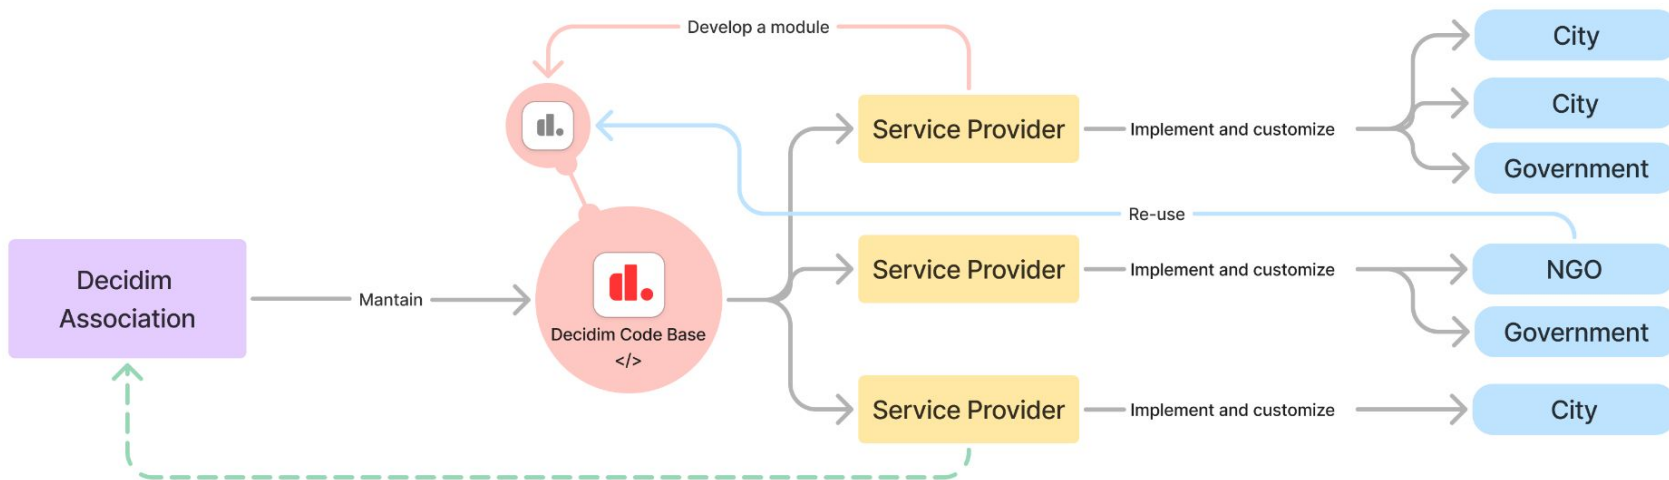 Develop a module
City
City
Service Provider
Implement and customize
Government
Re-use
Decidim
Association
Mantain
Decidim Code Base
</>
Service Provider
Implement and customize
NGO
Government
Service Provider
Implement and customize
City